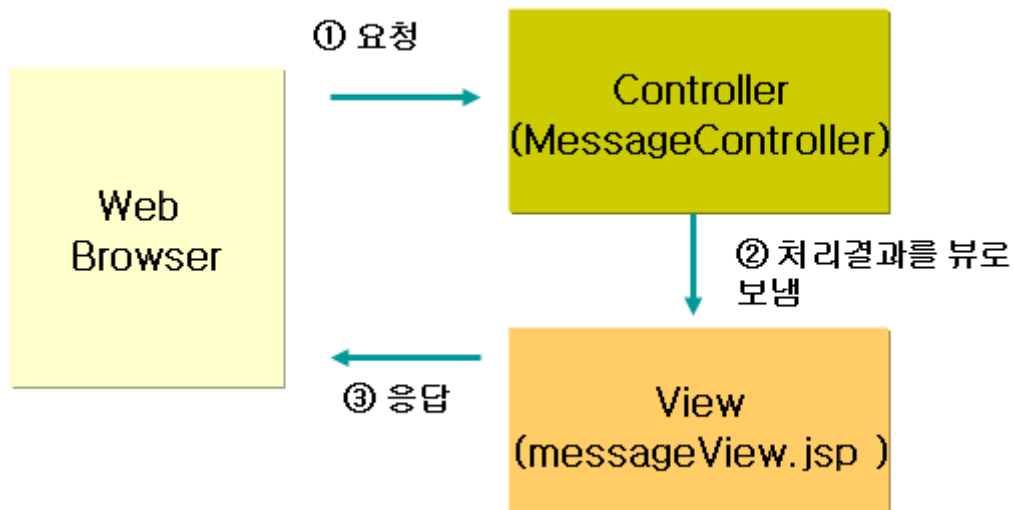 ① 요청
Controller
(MessageController)
Web
Browser
② 처리결과를 뷰로
보냄
③ 응답
View
(messageView.jsp )